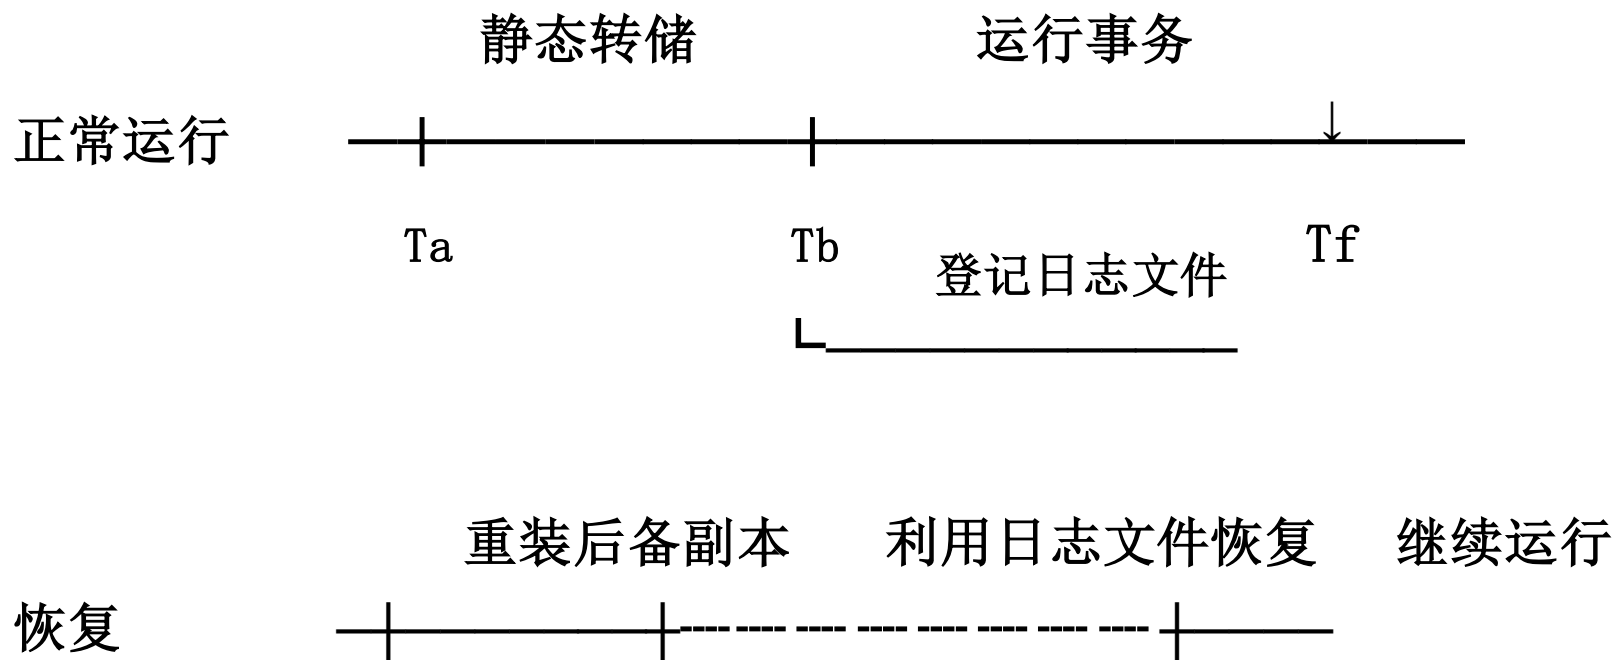 静态转储 运行事务
正常运行 ↓
Ta Tb Tf
登记日志文件
重装后备副本 利用日志文件恢复 继续运行
恢复